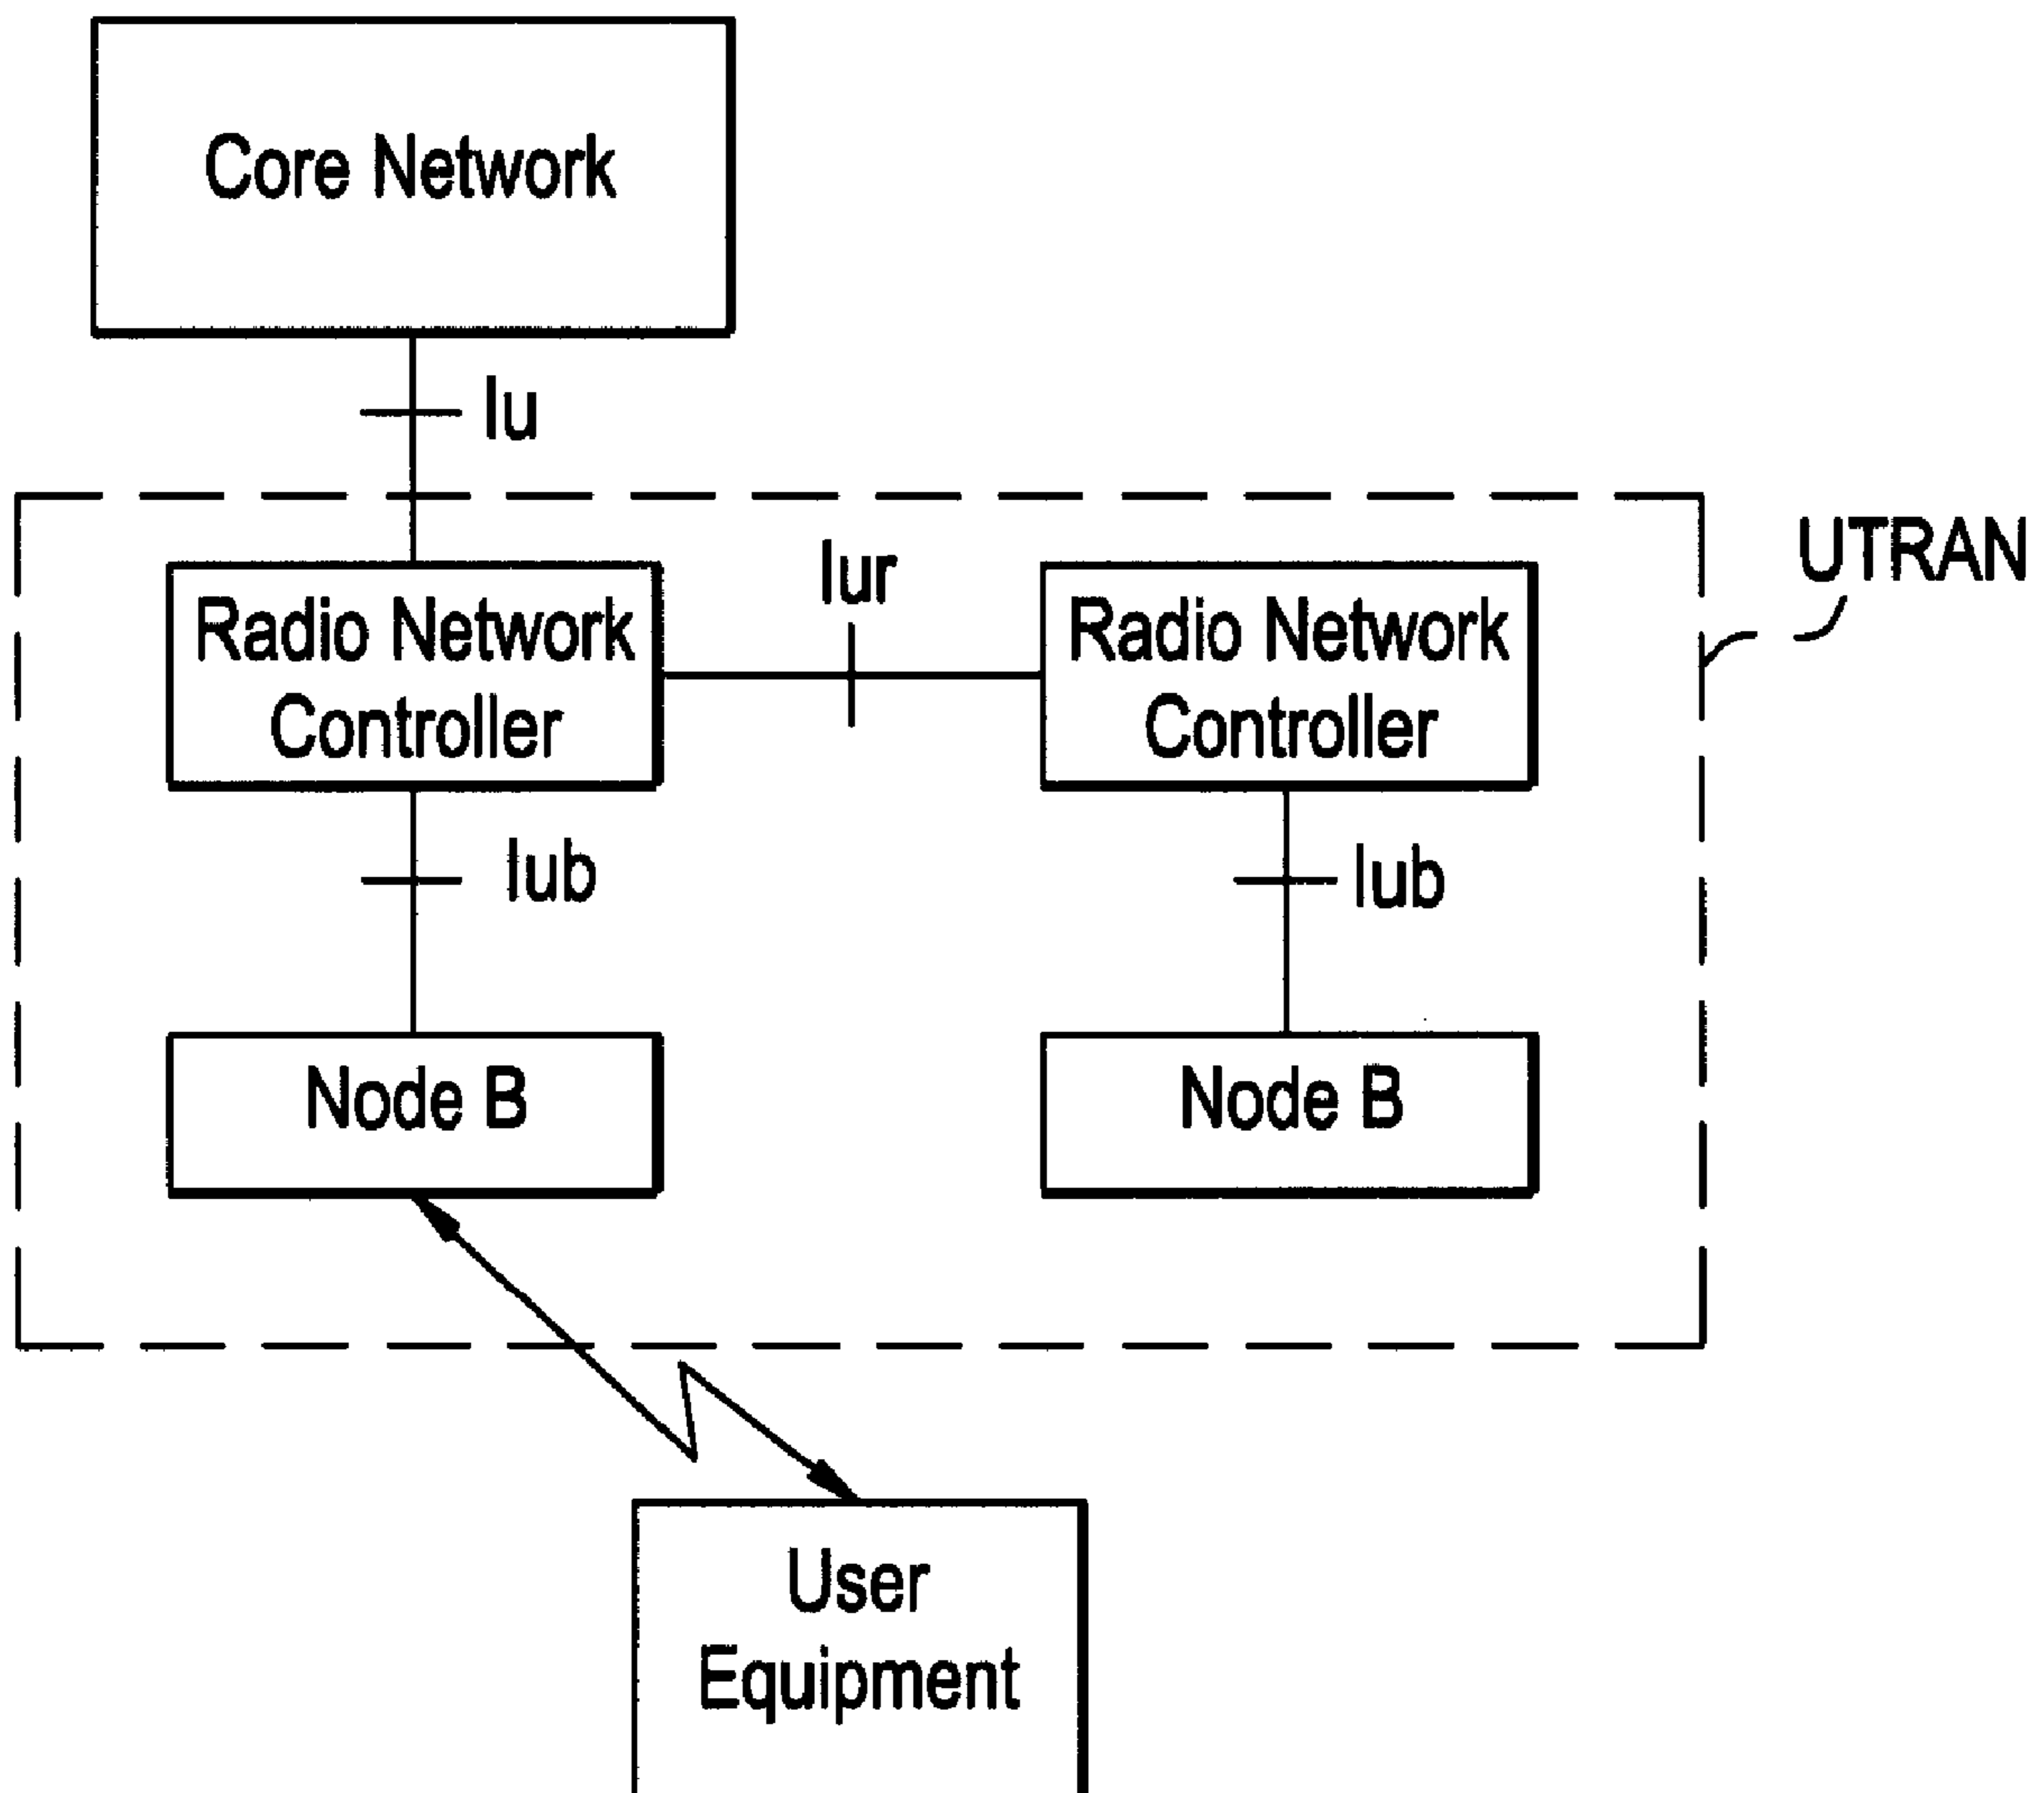 Core Network
Iu
UTRAN
Iur
Radio Network
Controller
Radio Network
Controller
Iub
Iub
Node B
Node B
User
Equipment